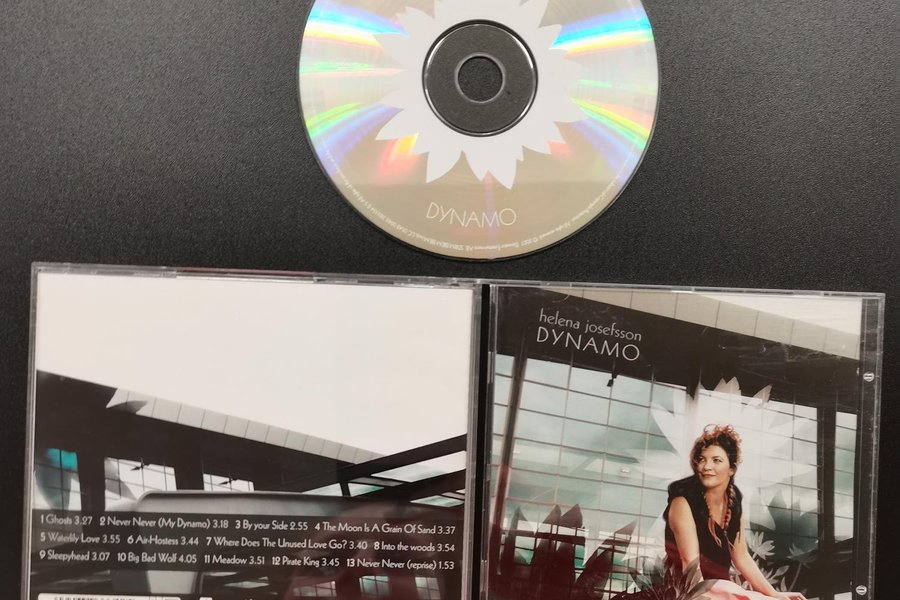 DYNAMO
helena josefsson
DYNAMO
1 Ghosts 3.27 2 Never Never (My Dynamo) 3.18 3 By your Side 2.55 4 The Moon Is A Grain Of Sand 3.37
5 Waterlily Love 3.55 6 Air-Hostess 3.44 7 Where Does The Unused Love Go? 3.40 8 Into the woods 3.54
9 Sleepyhead 3.07 10 Big Bad Wolf 4.05 11 Meadow 3.51 12 Pirate King 3.45 13 Never Never (reprise) 1.53